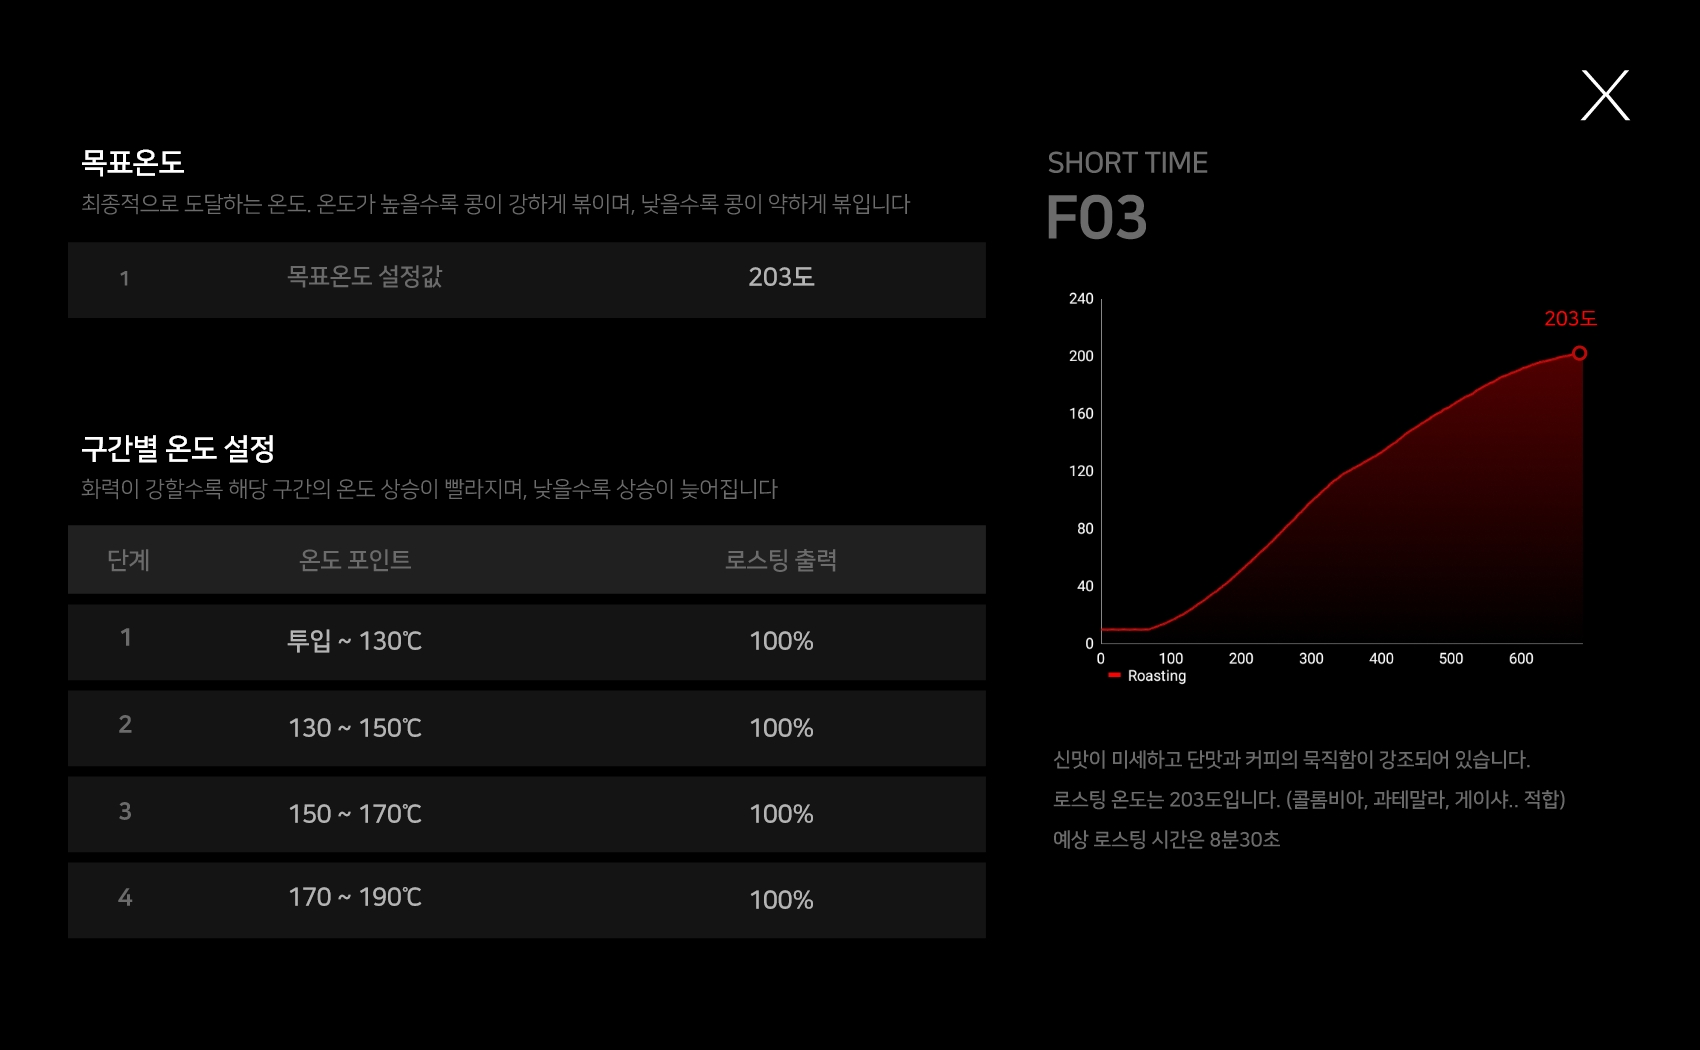 목표온도
최종적으로 도달하는 온도. 온도가 높을수록 콩이 강하게 볶이며, 낮을수록 콩이 약하게 볶입니다
1 목표온도 설정값 203도
구간별 온도 설정
화력이 강할수록 해당 구간의 온도 상승이 빨라지며, 낮을수록 상승이 늦어집니다
단계 온도 포인트 로스팅 출력
1 투입 ~ 130℃ 100%
2 130 ~ 150℃ 100%
3 150 ~ 170℃ 100%
4 170 ~ 190℃ 100%
X
SHORT TIME
F03
203도
240
200
160
120
80
40
0
0 100 200 300 400 500 600
Roasting
신맛이 미세하고 단맛과 커피의 묵직함이 강조되어 있습니다.
로스팅 온도는 203도입니다. (콜롬비아, 과테말라, 게이샤.. 적합)
예상 로스팅 시간은 8분30초